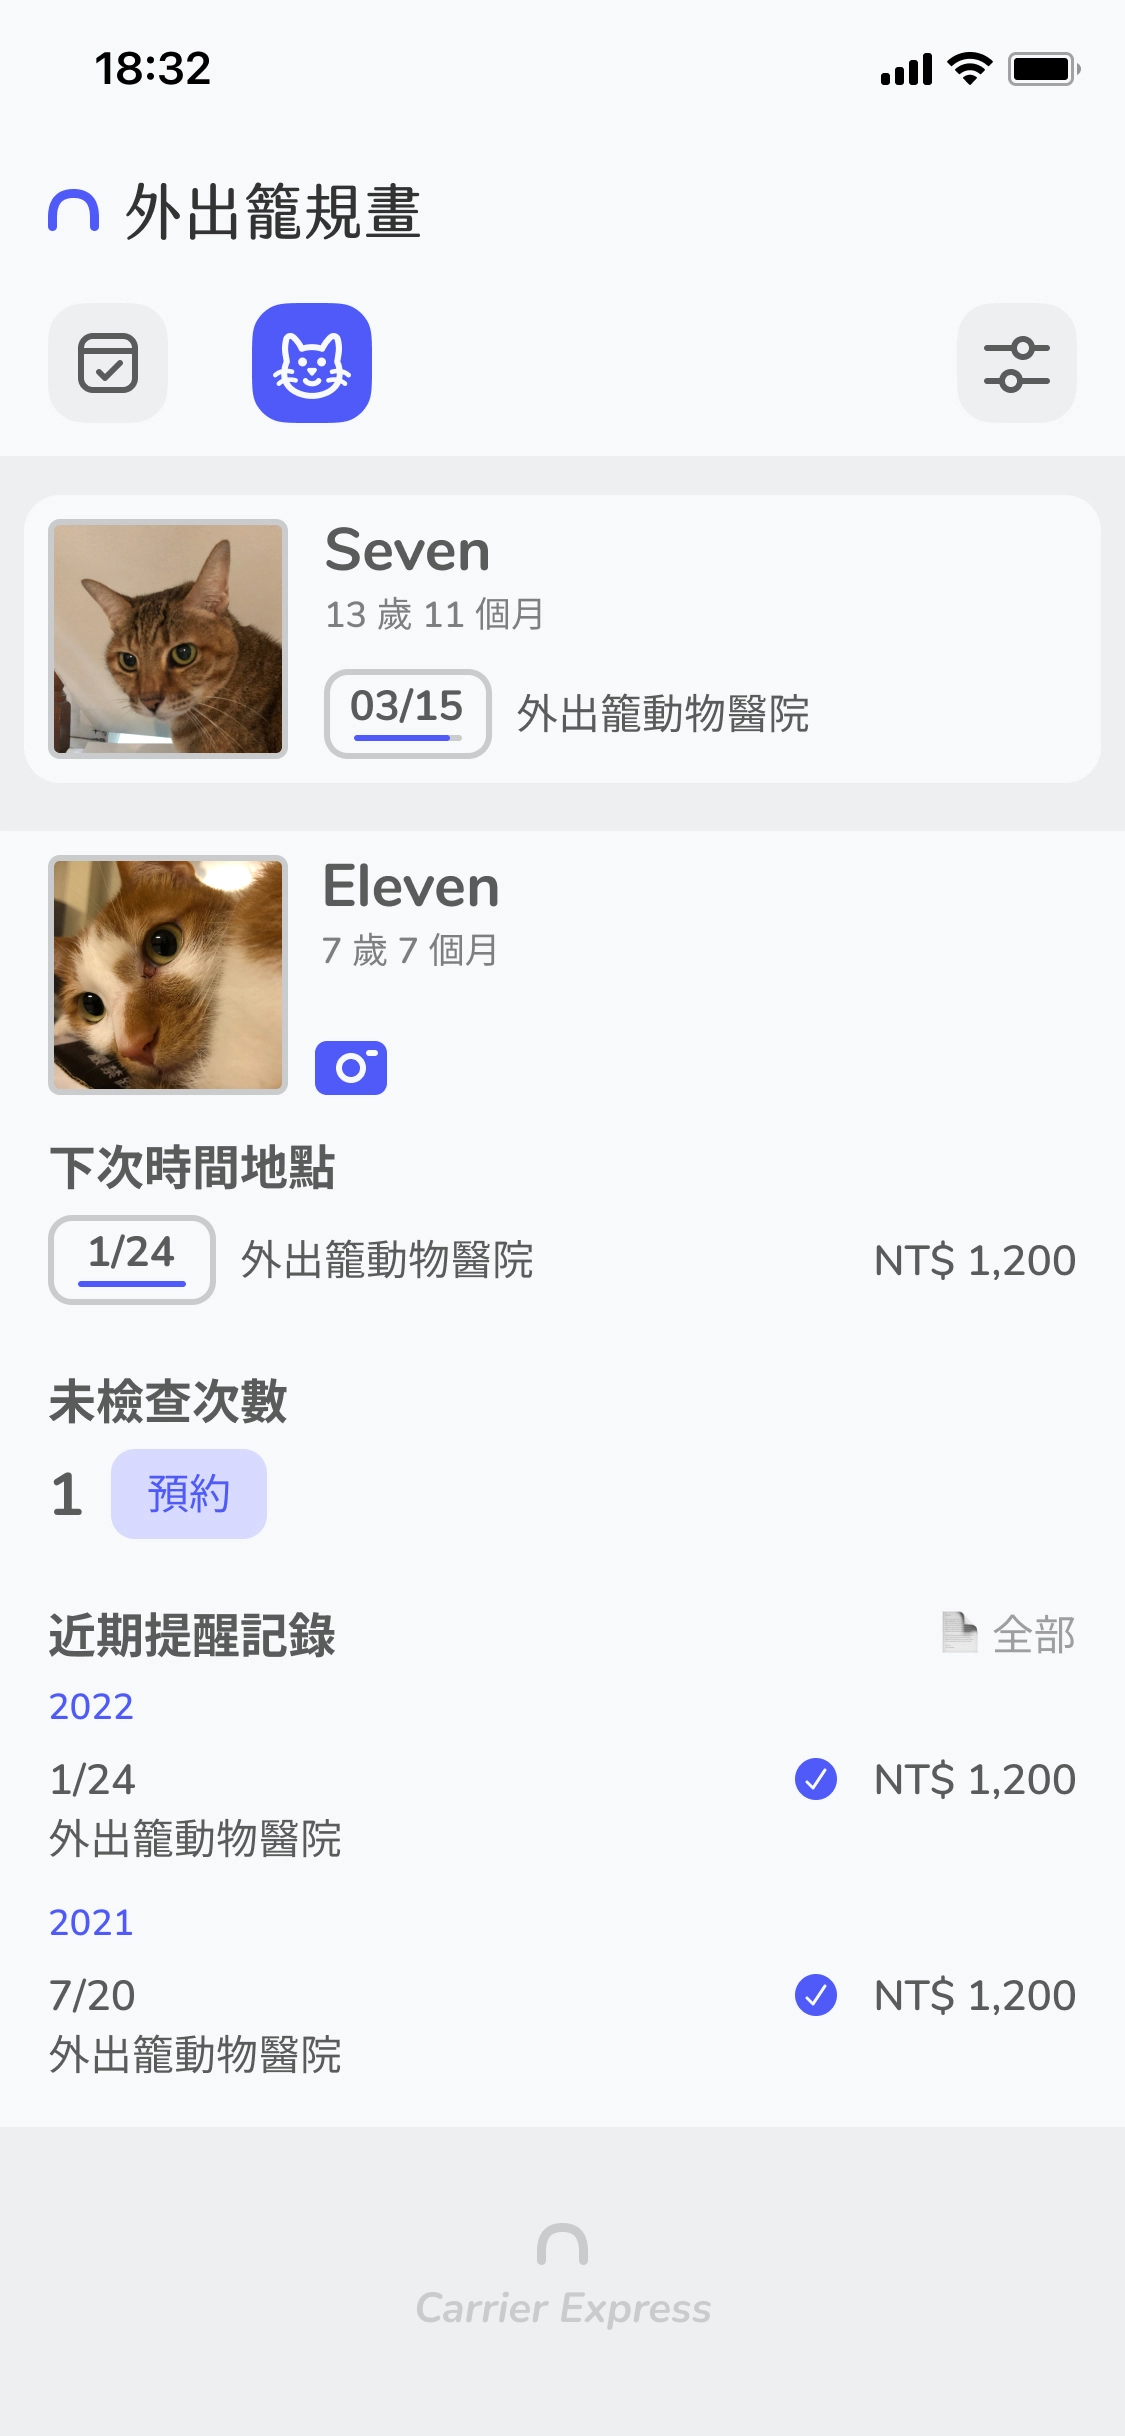 18:32
外出籠規畫
Seven
13 歲 11 個月
03/15 外出籠動物醫院
Eleven
7 歲 7 個月
下次時間地點
1/24 外出籠動物醫院 NT$ 1,200
未檢查次數
1 預約
近期提醒記錄 全部
2022
1/24 NT$ 1,200
外出籠動物醫院
2021
7/20 NT$ 1,200
外出籠動物醫院
Carrier Express